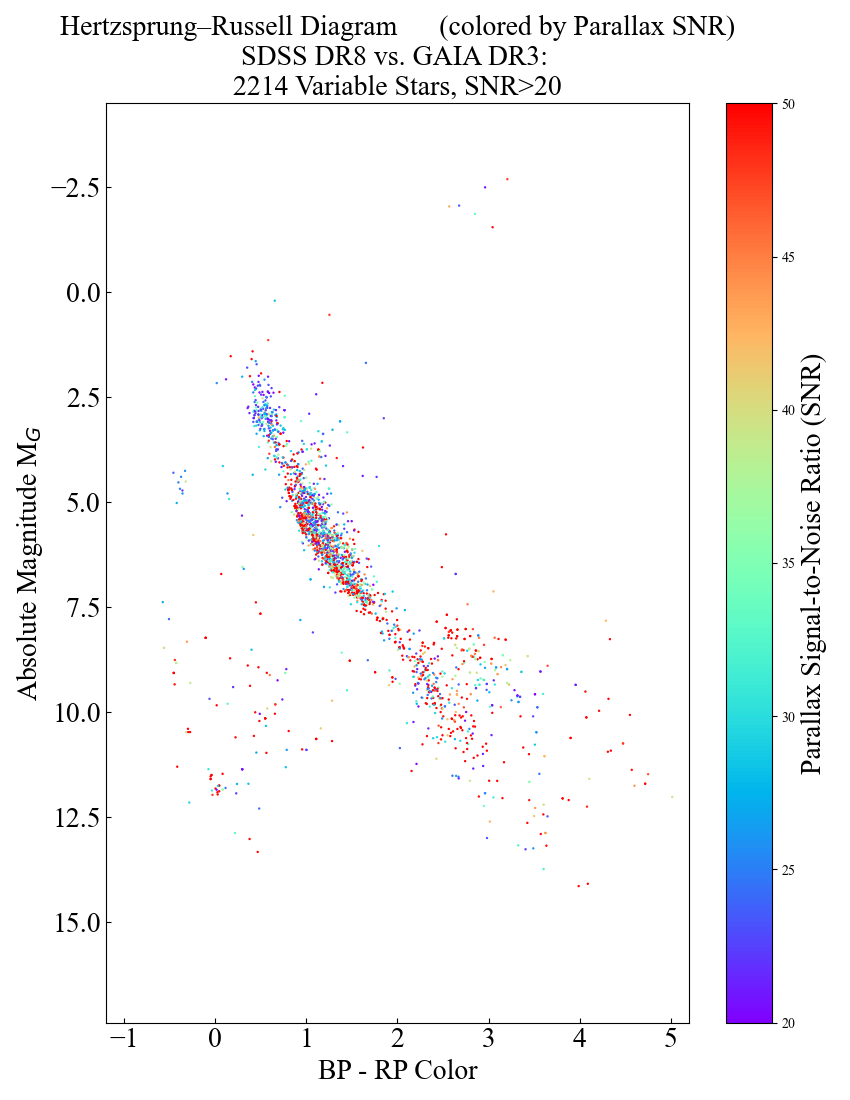 Hertzsprung–Russell Diagram (colored by Parallax SNR)
SDSS DR8 vs. GAIA DR3:
2214 Variable Stars, SNR>20
Absolute Magnitude M_G
−2.5
0.0
2.5
5.0
7.5
10.0
12.5
15.0
−1 0 1 2 3 4 5
BP - RP Color
50
45
40
35
30
25
20
Parallax Signal-to-Noise Ratio (SNR)